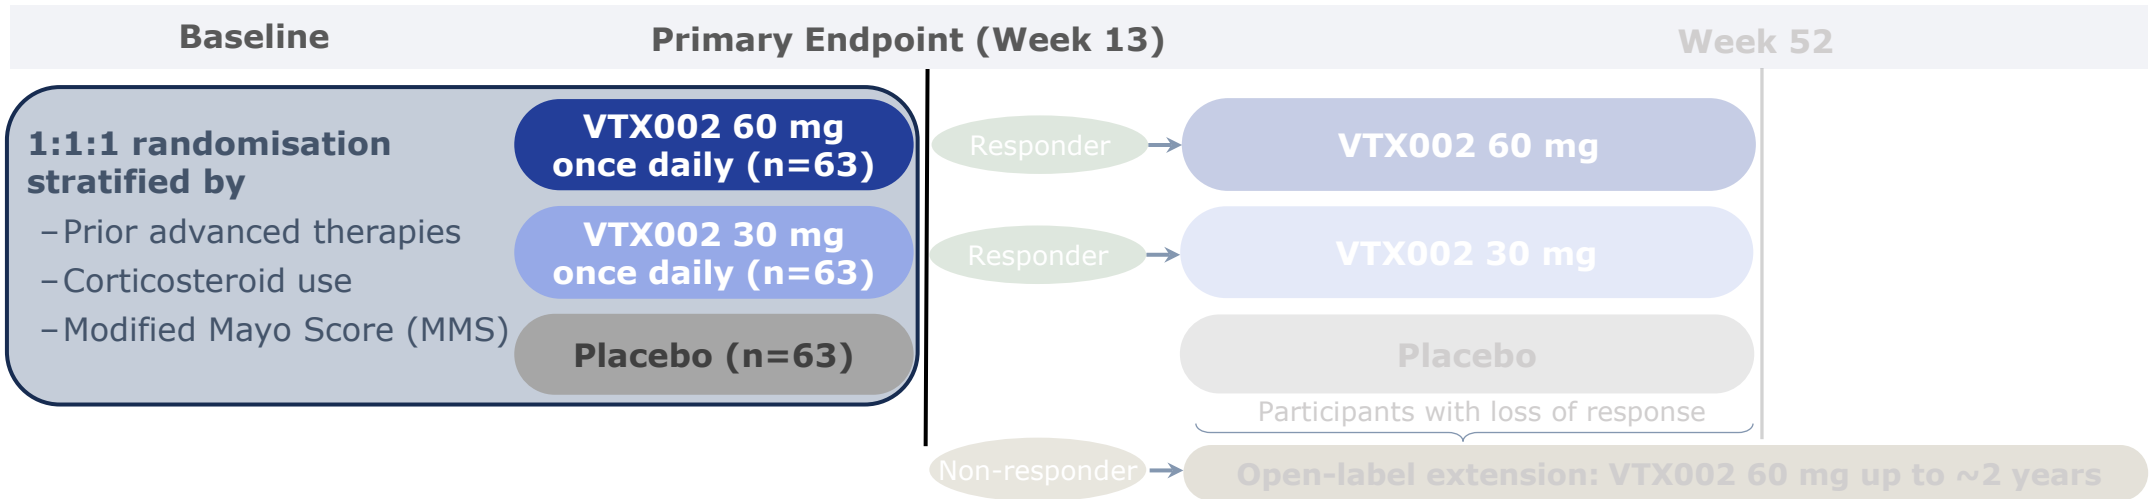 Baseline
Primary Endpoint (Week 13)
Week 52
1:1:1 randomisation
stratified by
–Prior advanced therapies
–Corticosteroid use
–Modified Mayo Score (MMS)
VTX002 60 mg
once daily (n=63)
VTX002 30 mg
once daily (n=63)
Placebo (n=63)
Responder
VTX002 60 mg
Responder
VTX002 30 mg
Placebo
Participants with loss of response
Non-responder
Open-label extension: VTX002 60 mg up to ~2 years